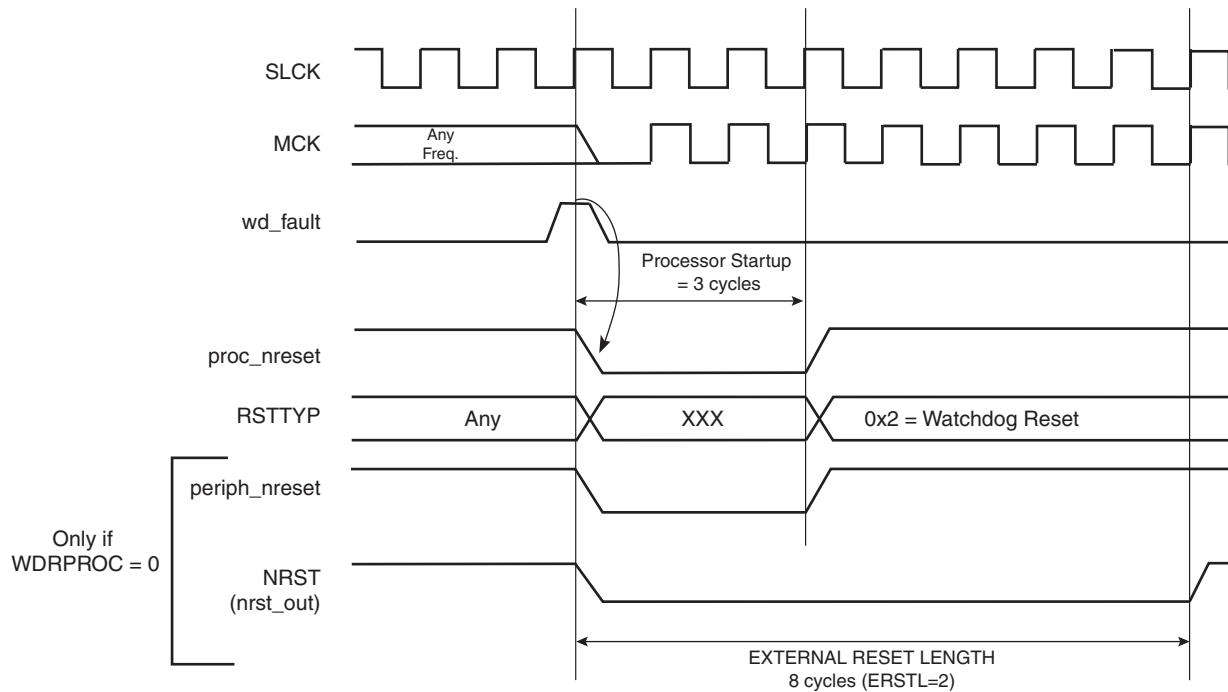 SLCK
MCK
Any
Freq.
wd_fault
Processor Startup
= 3 cycles
proc_nreset
RSTTYP
Any
XXX
0x2 = Watchdog Reset
periph_nreset
Only if
WDRPROC = 0
NRST
(nrst_out)
EXTERNAL RESET LENGTH
8 cycles (ERSTL=2)